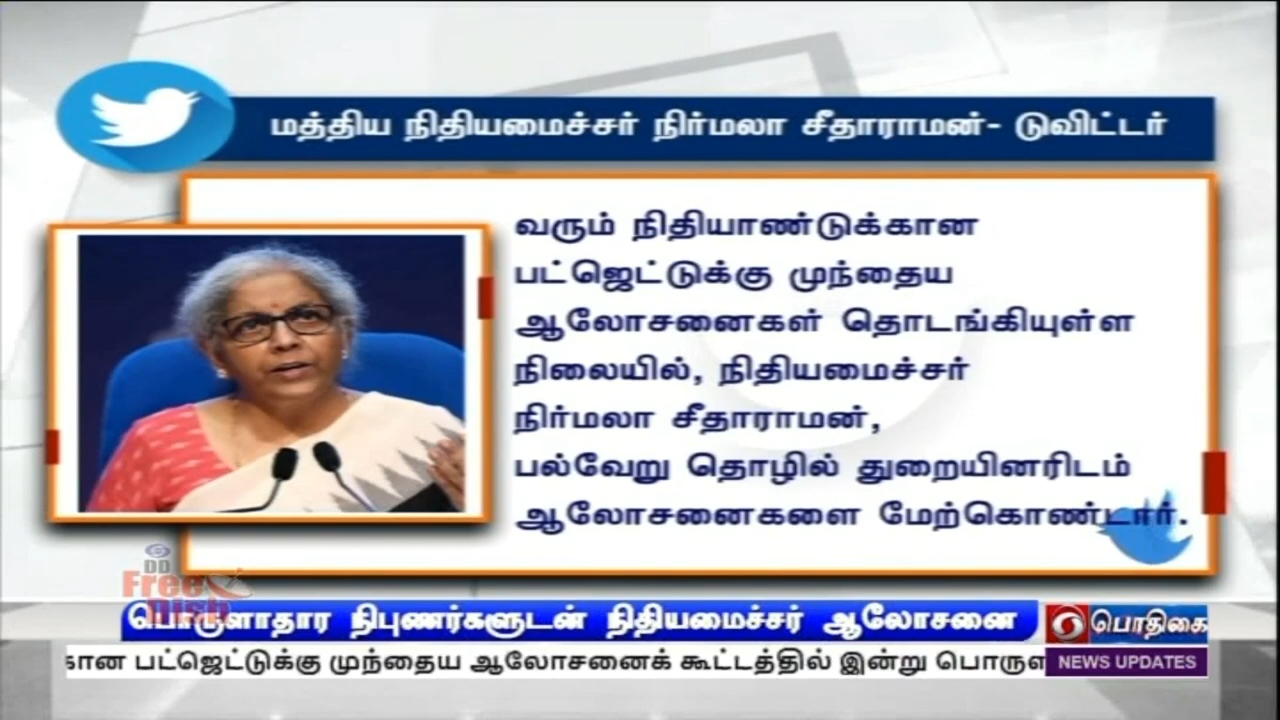 மத்திய நிதியமைச்சர் நிர்மலா சீதாராமன்- டுவிட்டர்
வரும் நிதியாண்டுக்கான
பட்ஜெட்டுக்கு முந்தைய
ஆலோசனைகள் தொடங்கியுள்ள
நிலையில், நிதியமைச்சர்
நிர்மலா சீதாராமன்,
பல்வேறு தொழில் துறையினரிடம்
ஆலோசனைகளை மேற்கொண்டார்.
DD
Free
Dish
பொருளாதார நிபுணர்களுடன் நிதியமைச்சர் ஆலோசனை
பொதிகை
கான பட்ஜெட்டுக்கு முந்தைய ஆலோசனைக் கூட்டத்தில் இன்று பொருள
NEWS UPDATES